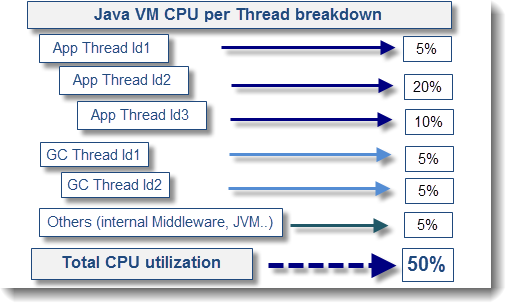 Java VM CPU per Thread breakdown
App Thread Id1 5%
App Thread Id2 20%
App Thread Id3 10%
GC Thread Id1 5%
GC Thread Id2 5%
Others (internal Middleware, JVM..) 5%
Total CPU utilization 50%